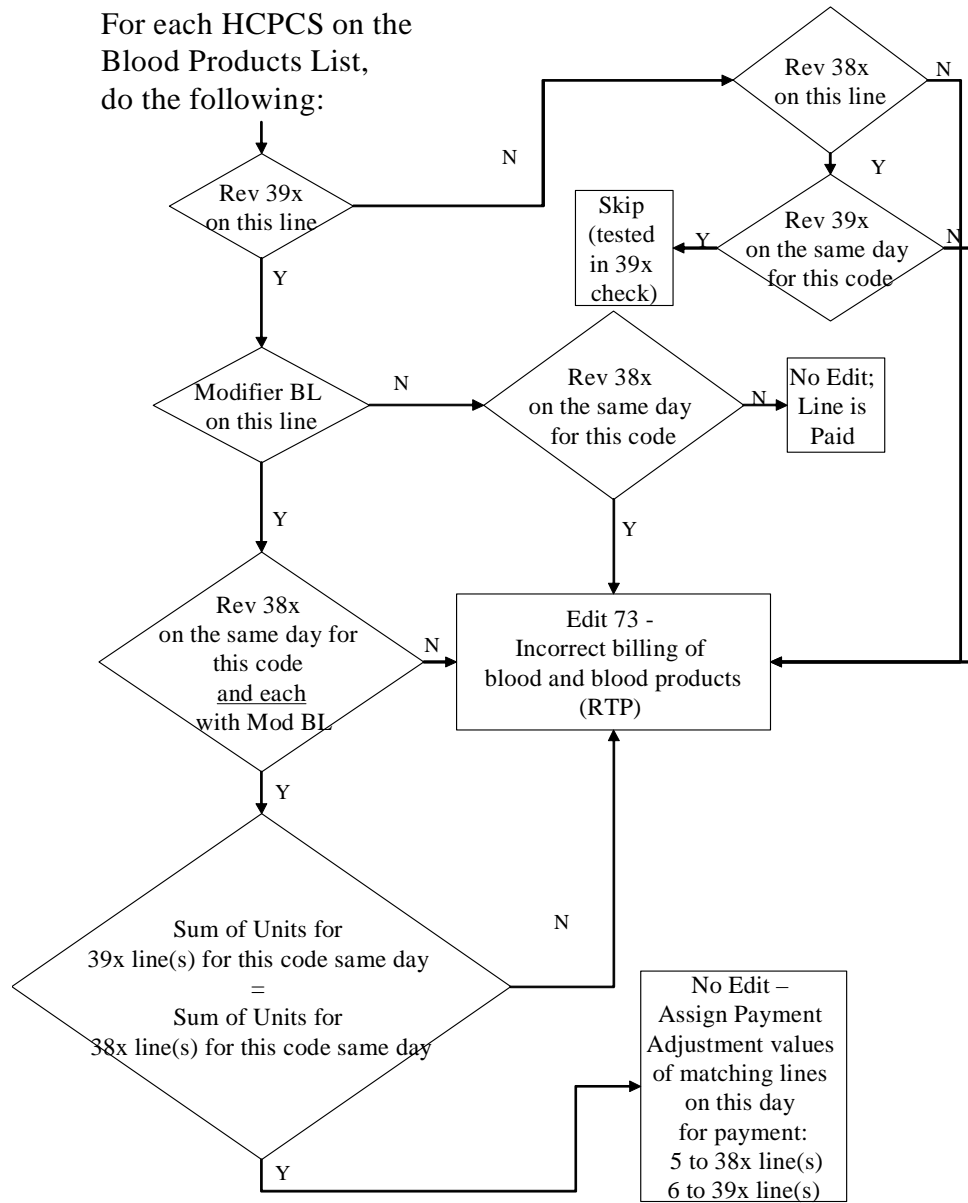 For each HCPCS on the
Blood Products List,
do the following:
Rev 38x
on this line
N
N
Y
Rev 39x
on this line
Skip
(tested
in 39x
check)
Y
Rev 39x
on the same day
for this code
N
Y
Modifier BL
on this line
N
Rev 38x
on the same day
for this code
N
No Edit;
Line is
Paid
Y
Y
Rev 38x
on the same day for
this code
and each
with Mod BL
N
Edit 73 -
Incorrect billing of
blood and blood products
(RTP)
Y
Sum of Units for
39x line(s) for this code same day
=
Sum of Units for
38x line(s) for this code same day
N
No Edit –
Assign Payment
Adjustment values
of matching lines
on this day
for payment:
5 to 38x line(s)
6 to 39x line(s)
Y